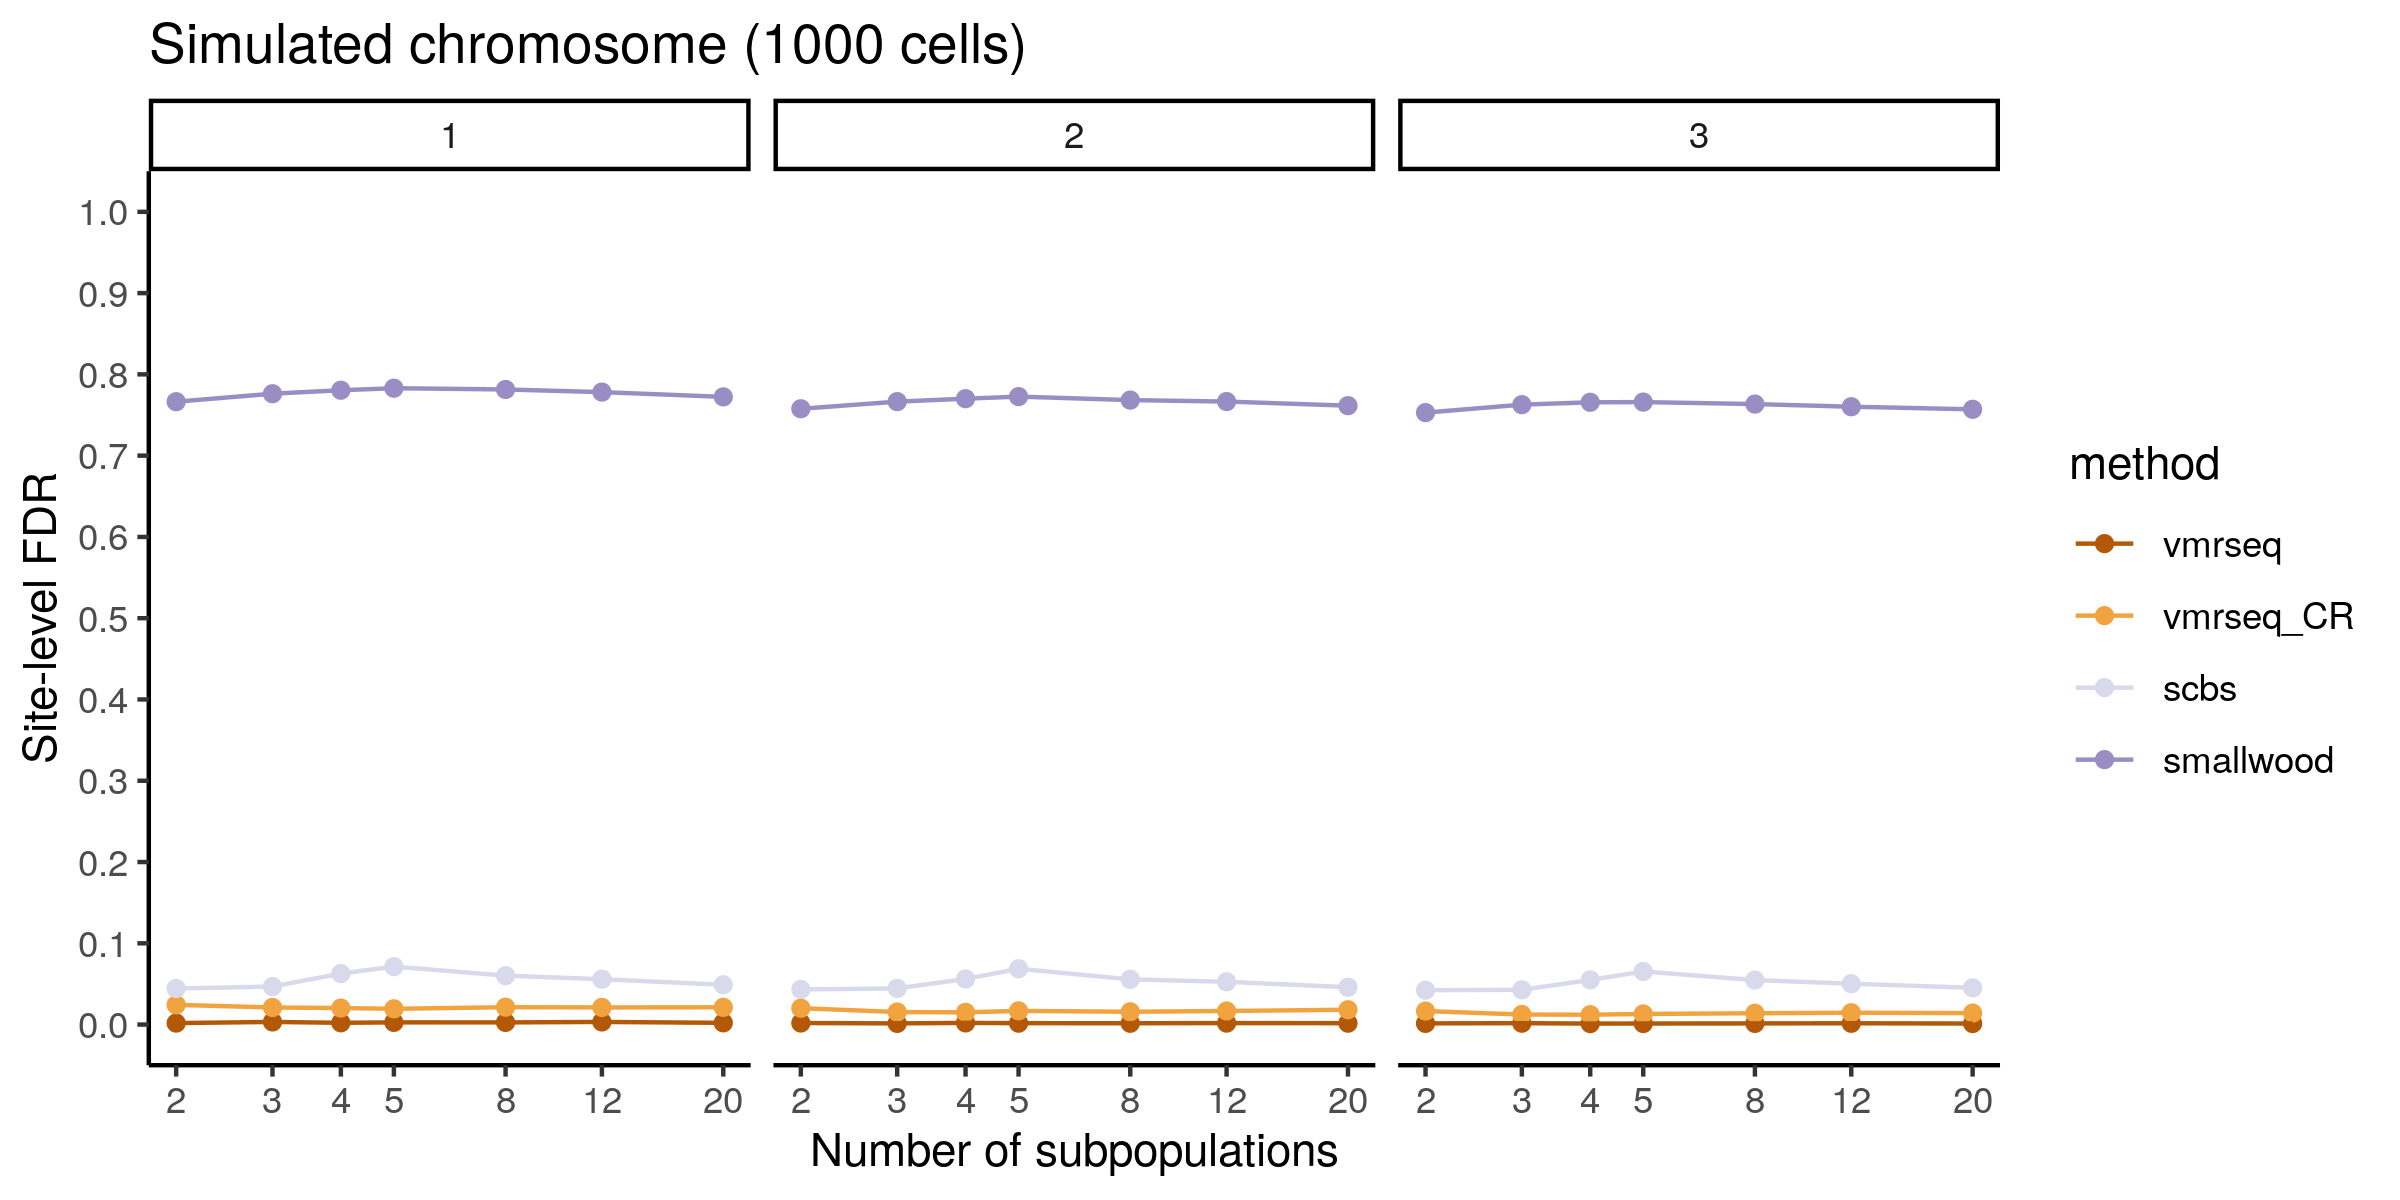 Simulated chromosome (1000 cells)
1 2 3
1.0
0.9
0.8
0.7
0.6
0.5
0.4
0.3
0.2
0.1
0.0
Site-level FDR
2 3 4 5 8 12 20 2 3 4 5 8 12 20 2 3 4 5 8 12 20
Number of subpopulations
method
vmrseq
vmrseq_CR
scbs
smallwood